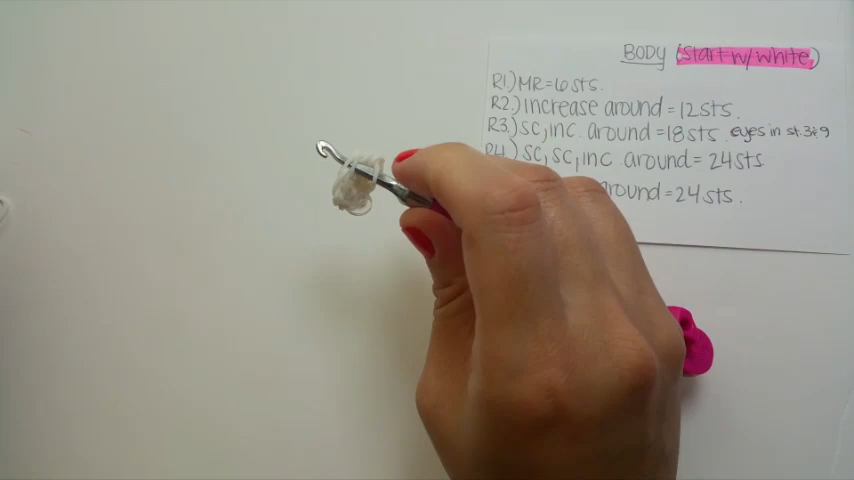 BODY (start w/ white)
R1.) MR = 6 sts.
R2.) increase around = 12 sts.
R3.) sc, inc. around = 18 sts. eyes in st. 3 & 9
R4.) sc, sc, inc around = 24 sts
around = 24 sts.